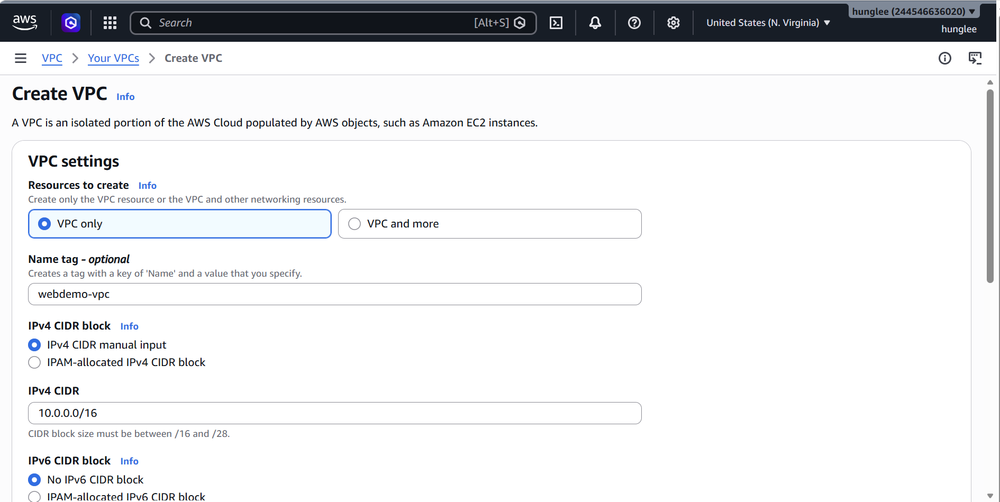 aws
Search [Alt+S]
United States (N. Virginia) ▼
hunglee (244546636020) ▼
hunglee
VPC > Your VPCs > Create VPC
Create VPC Info
A VPC is an isolated portion of the AWS Cloud populated by AWS objects, such as Amazon EC2 instances.
VPC settings
Resources to create Info
Create only the VPC resource or the VPC and other networking resources.
VPC only
VPC and more
Name tag - optional
Creates a tag with a key of 'Name' and a value that you specify.
webdemo-vpc
IPv4 CIDR block Info
IPv4 CIDR manual input
IPAM-allocated IPv4 CIDR block
IPv4 CIDR
10.0.0.0/16
CIDR block size must be between /16 and /28.
IPv6 CIDR block Info
No IPv6 CIDR block
IPAM-allocated IPv6 CIDR block